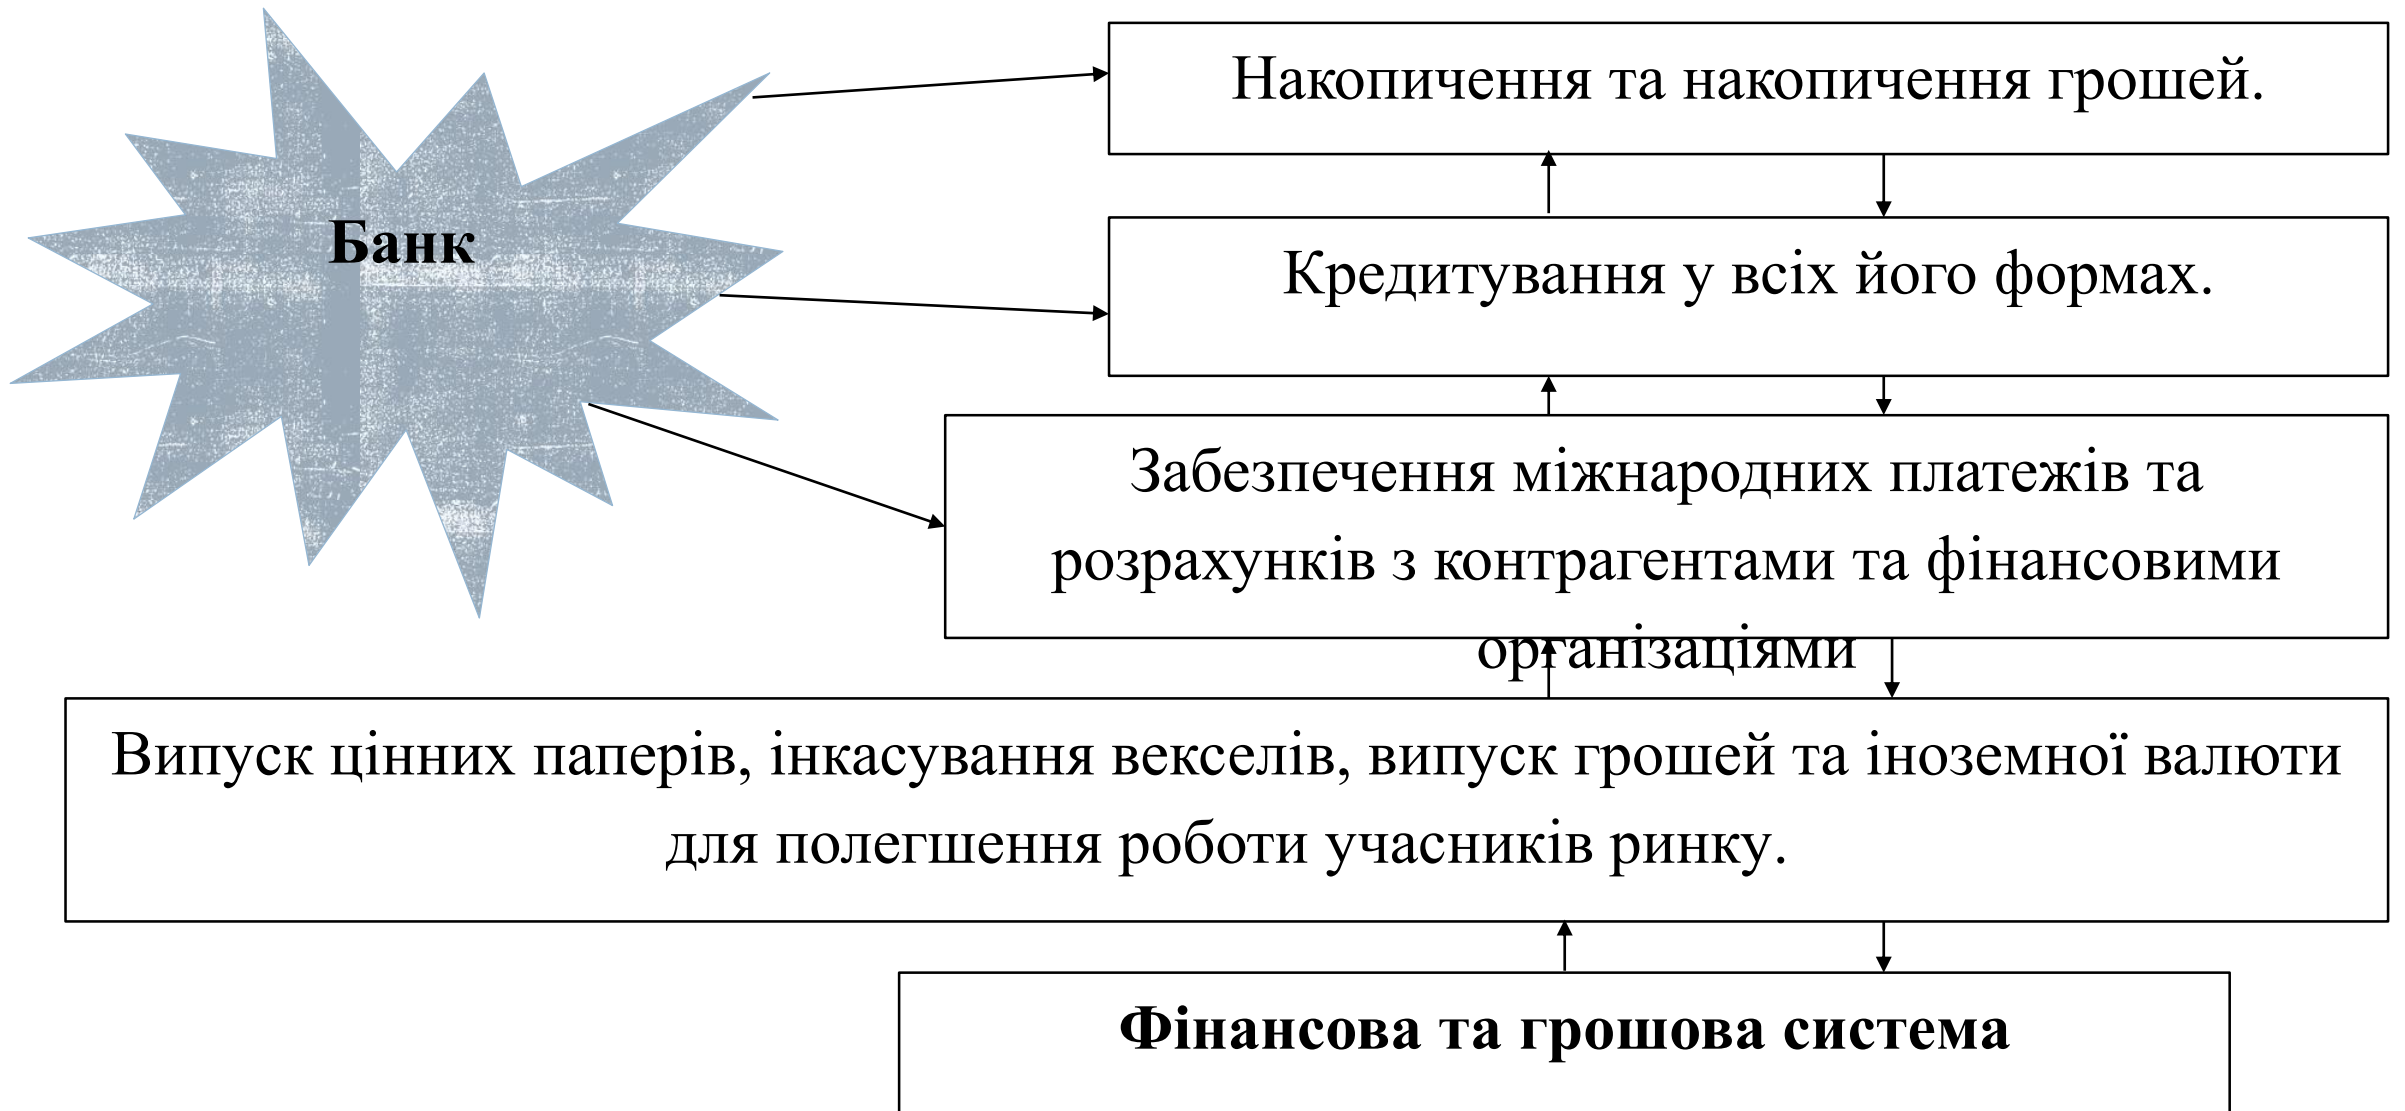 Банк
Накопичення та накопичення грошей.
Кредитування у всіх його формах.
Забезпечення міжнародних платежів та
розрахунків з контрагентами та фінансовими
організаціями
Випуск цінних паперів, інкасування векселів, випуск грошей та іноземної валюти
для полегшення роботи учасників ринку.
Фінансова та грошова система